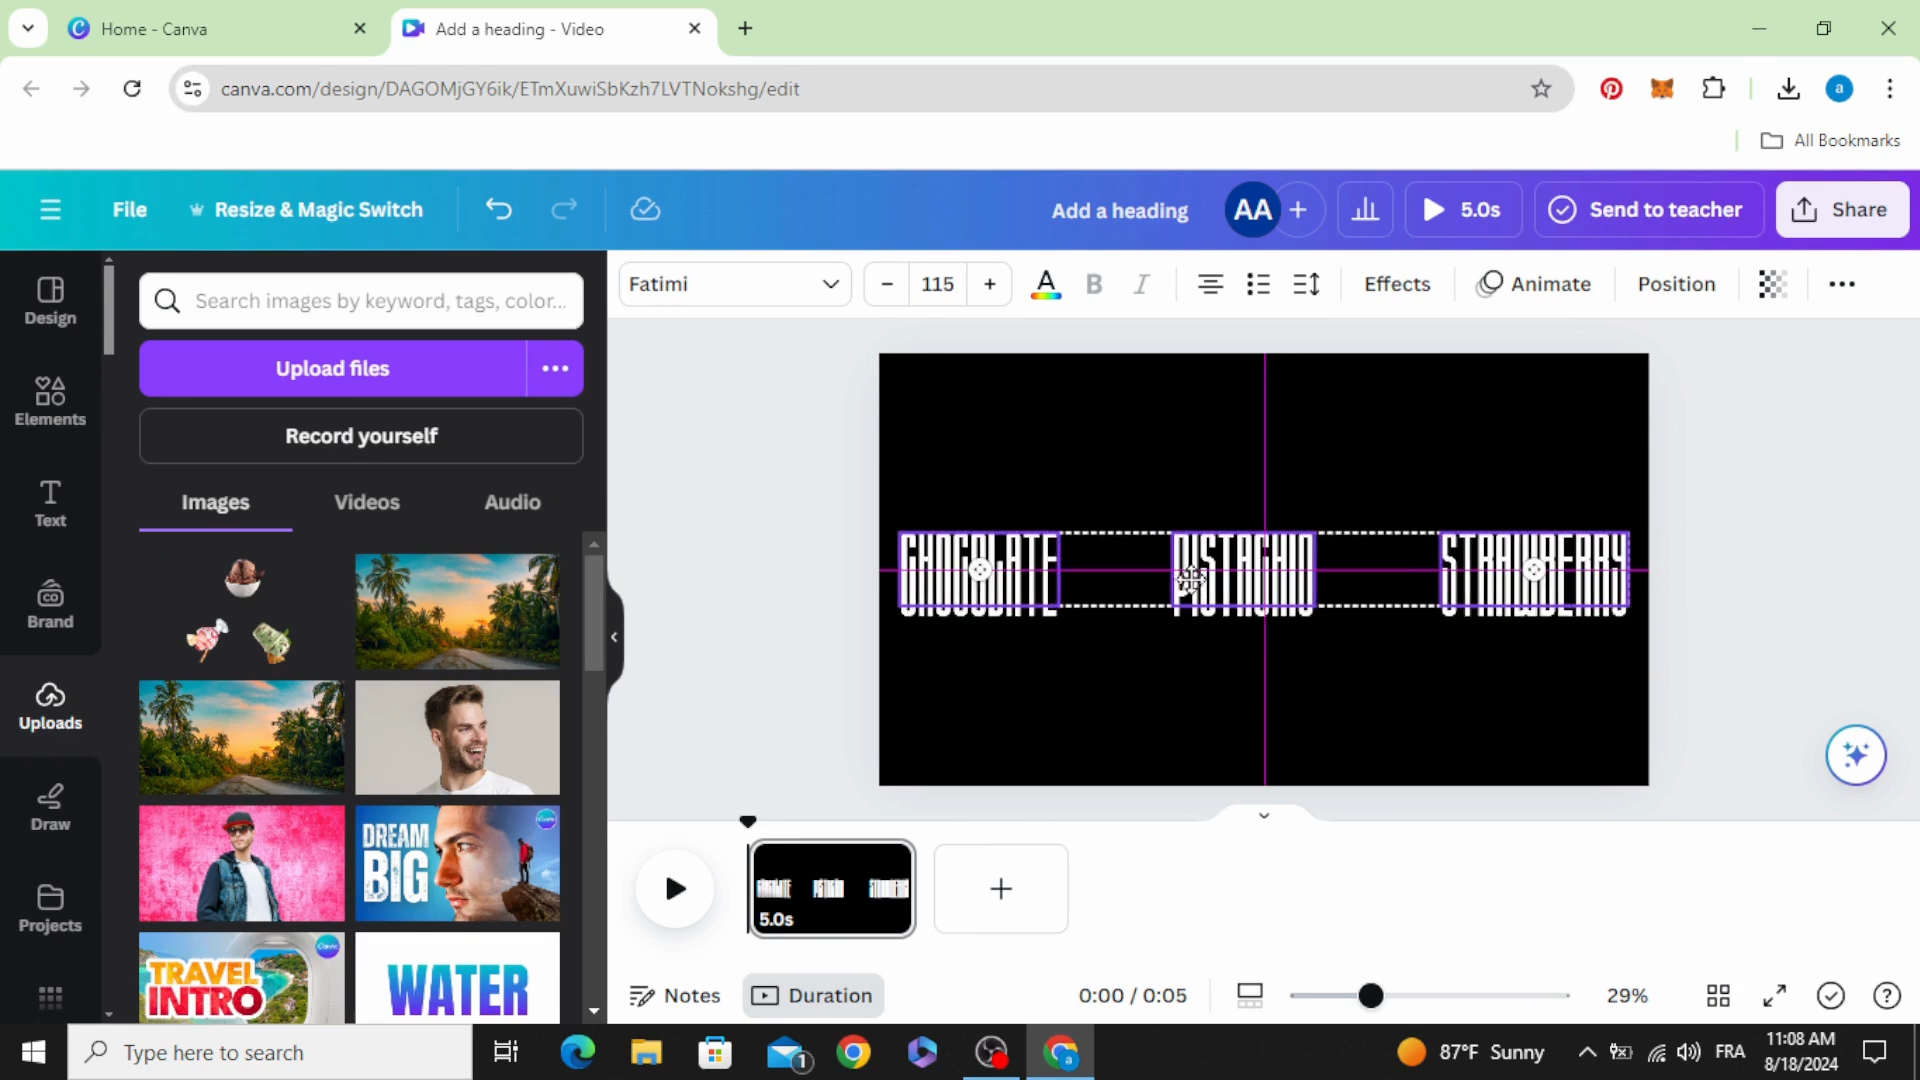 Home - Canva
Add a heading - Video
canva.com/design/DAGOMjGY6ik/ETmXuwiSbKzh7LVTNokshg/edit
a
All Bookmarks
File
Resize & Magic Switch
Add a heading
AA
5.0s
Send to teacher
Share
Fatimi
115
Effects
Animate
Position
Design
Elements
Text
Brand
Uploads
Draw
Projects
Search images by keyword, tags, color...
Upload files
Record yourself
Images
Videos
Audio
DREAM
BIG
TRAVEL
INTRO
WATER
CHOCOLATE
PISTACHIO
STRAWBERRY
5.0s
Notes
Duration
0:00 / 0:05
29%
Type here to search
1
a
87°F Sunny
FRA
11:08 AM
8/18/2024